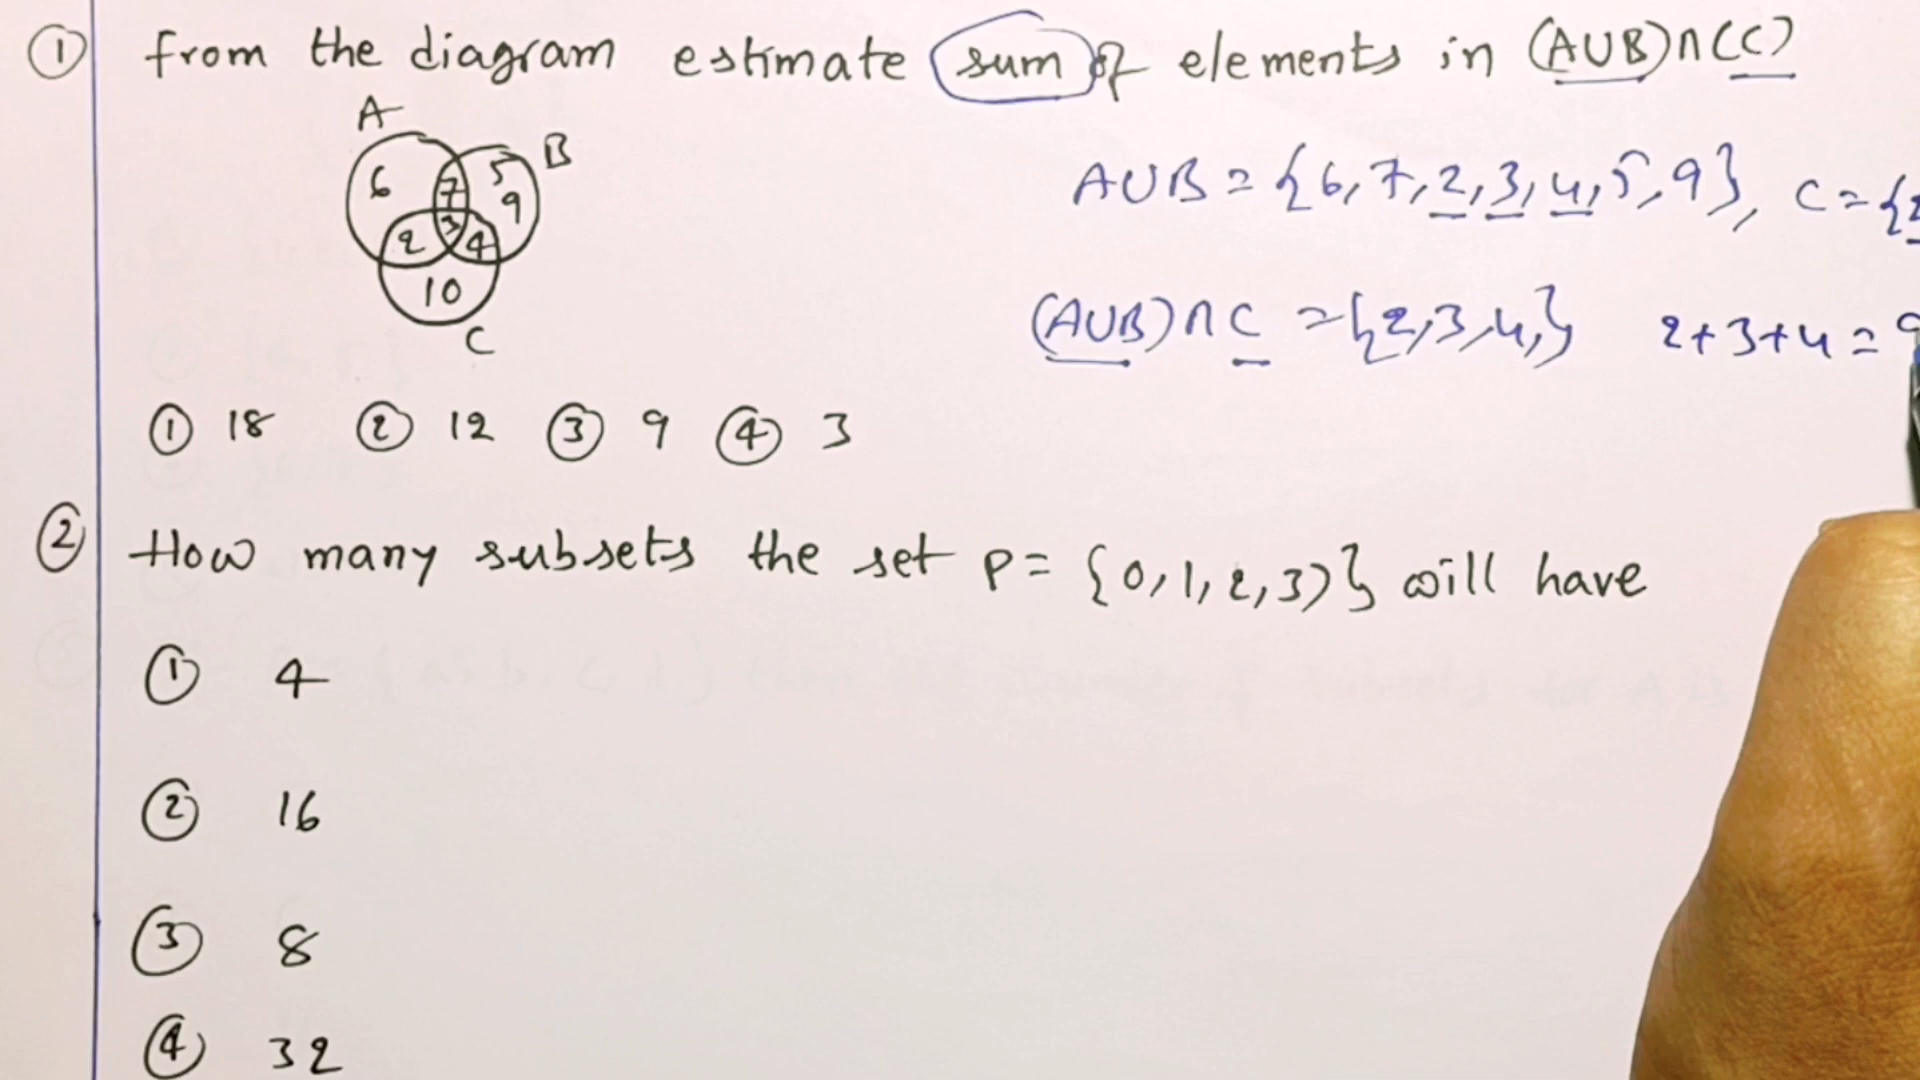 ① from the diagram estimate sum of elements in (AUB)∩(C)
A
B
6 7 5
9
2 3 4
10
C
AUB = {6,7,2,3,4,5,9}, C={2
(AUB)∩C = {2,3,4,} 2+3+4=9
① 18 ② 12 ③ 9 ④ 3
② How many subsets the set P= {0,1,2,3)} will have
① 4
② 16
③ 8
④ 32